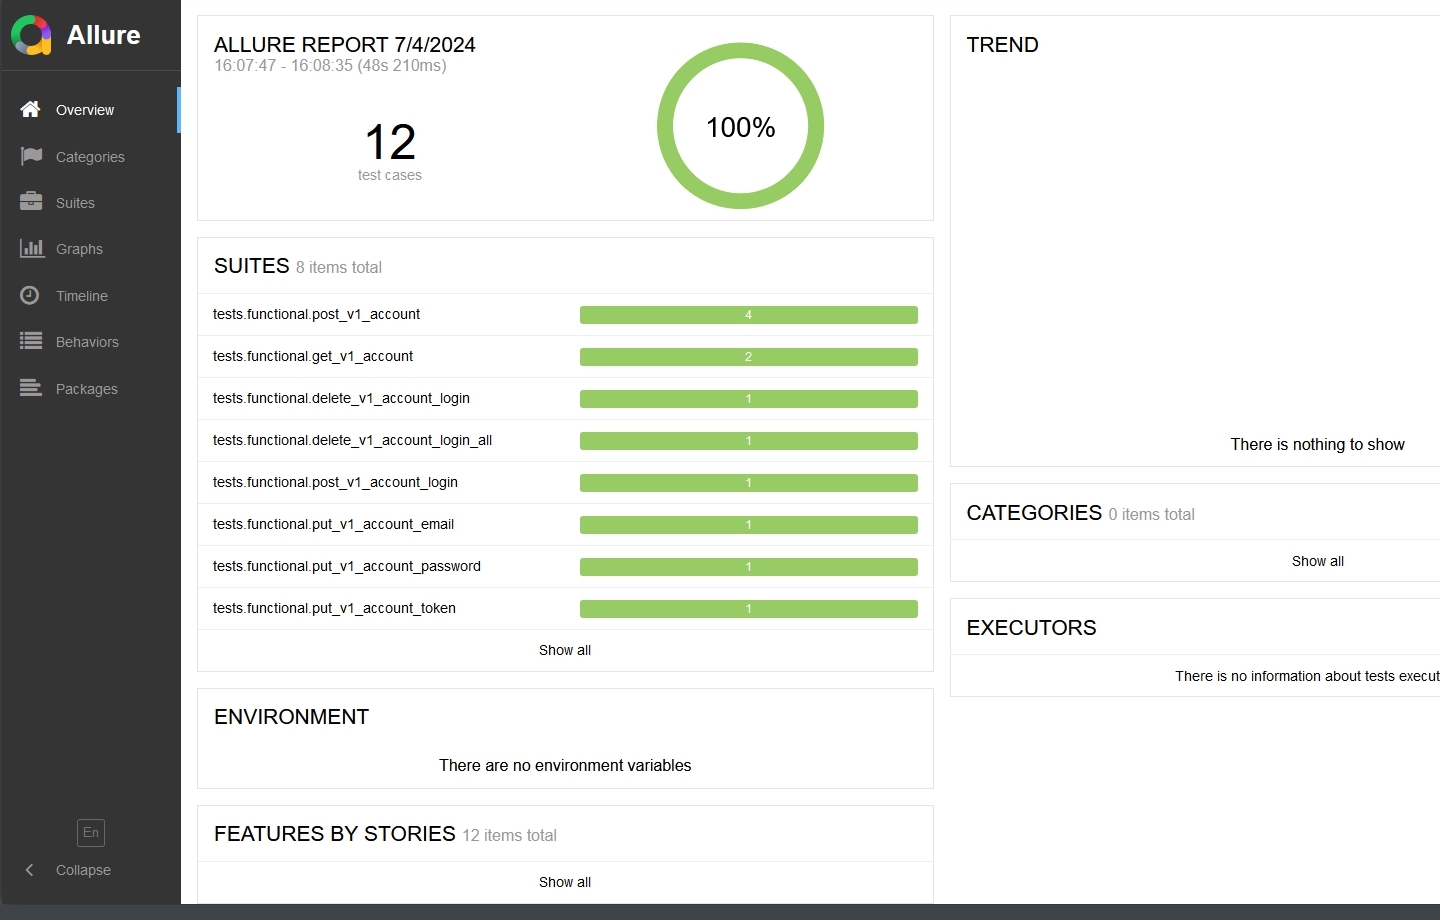 Allure
Overview
Categories
Suites
Graphs
Timeline
Behaviors
Packages
En
Collapse
ALLURE REPORT 7/4/2024
16:07:47 - 16:08:35 (48s 210ms)
12
test cases
100%
SUITES 8 items total
tests.functional.post_v1_account 4
tests.functional.get_v1_account 2
tests.functional.delete_v1_account_login 1
tests.functional.delete_v1_account_login_all 1
tests.functional.post_v1_account_login 1
tests.functional.put_v1_account_email 1
tests.functional.put_v1_account_password 1
tests.functional.put_v1_account_token 1
Show all
ENVIRONMENT
There are no environment variables
FEATURES BY STORIES 12 items total
Show all
TREND
There is nothing to show
CATEGORIES 0 items total
Show all
EXECUTORS
There is no information about tests execut